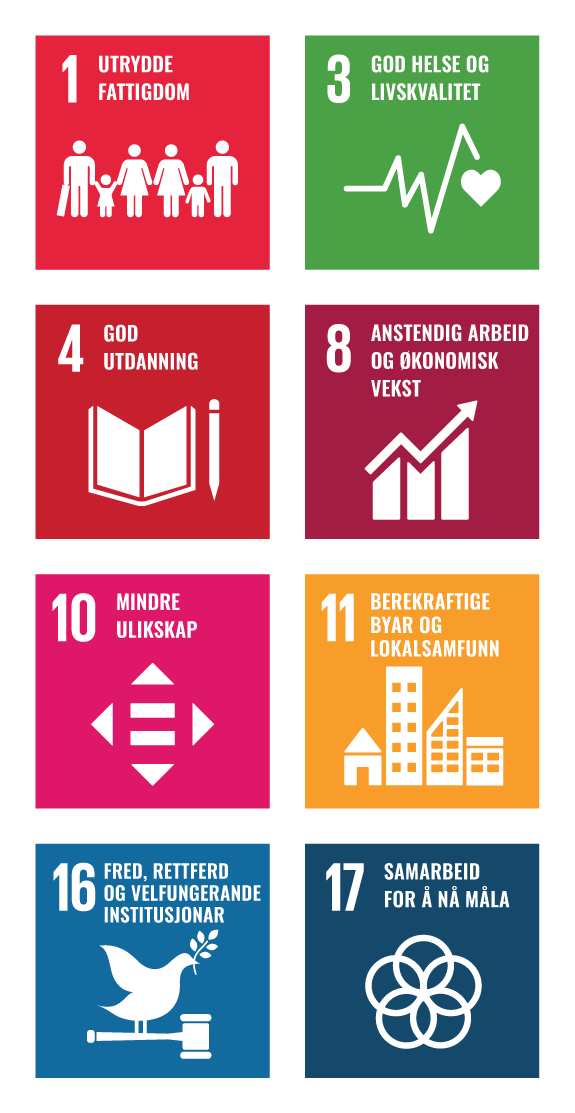 1 UTRYDDE
FATTIGDOM
3 GOD HELSE OG
LIVSKVALITET
4 GOD
UTDANNING
8 ANSTENDIG ARBEID
OG ØKONOMISK
VEKST
10 MINDRE
ULIKSKAP
11 BEREKRAFTIGE
BYAR OG
LOKALSAMFUNN
16 FRED, RETTFERD
OG VELFUNGERANDE
INSTITUSJONAR
17 SAMARBEID
FOR Å NÅ MÅLA